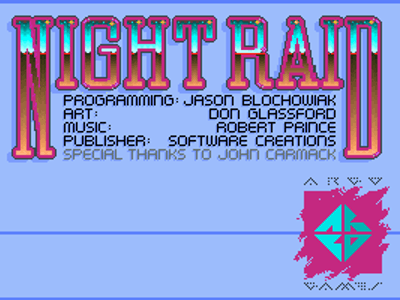 NIGHT RAID
PROGRAMMING: JASON BLOCHOWIAK
ART: DON GLASSFORD
MUSIC: ROBERT PRINCE
PUBLISHER: SOFTWARE CREATIONS
SPECIAL THANKS TO JOHN CARMACK